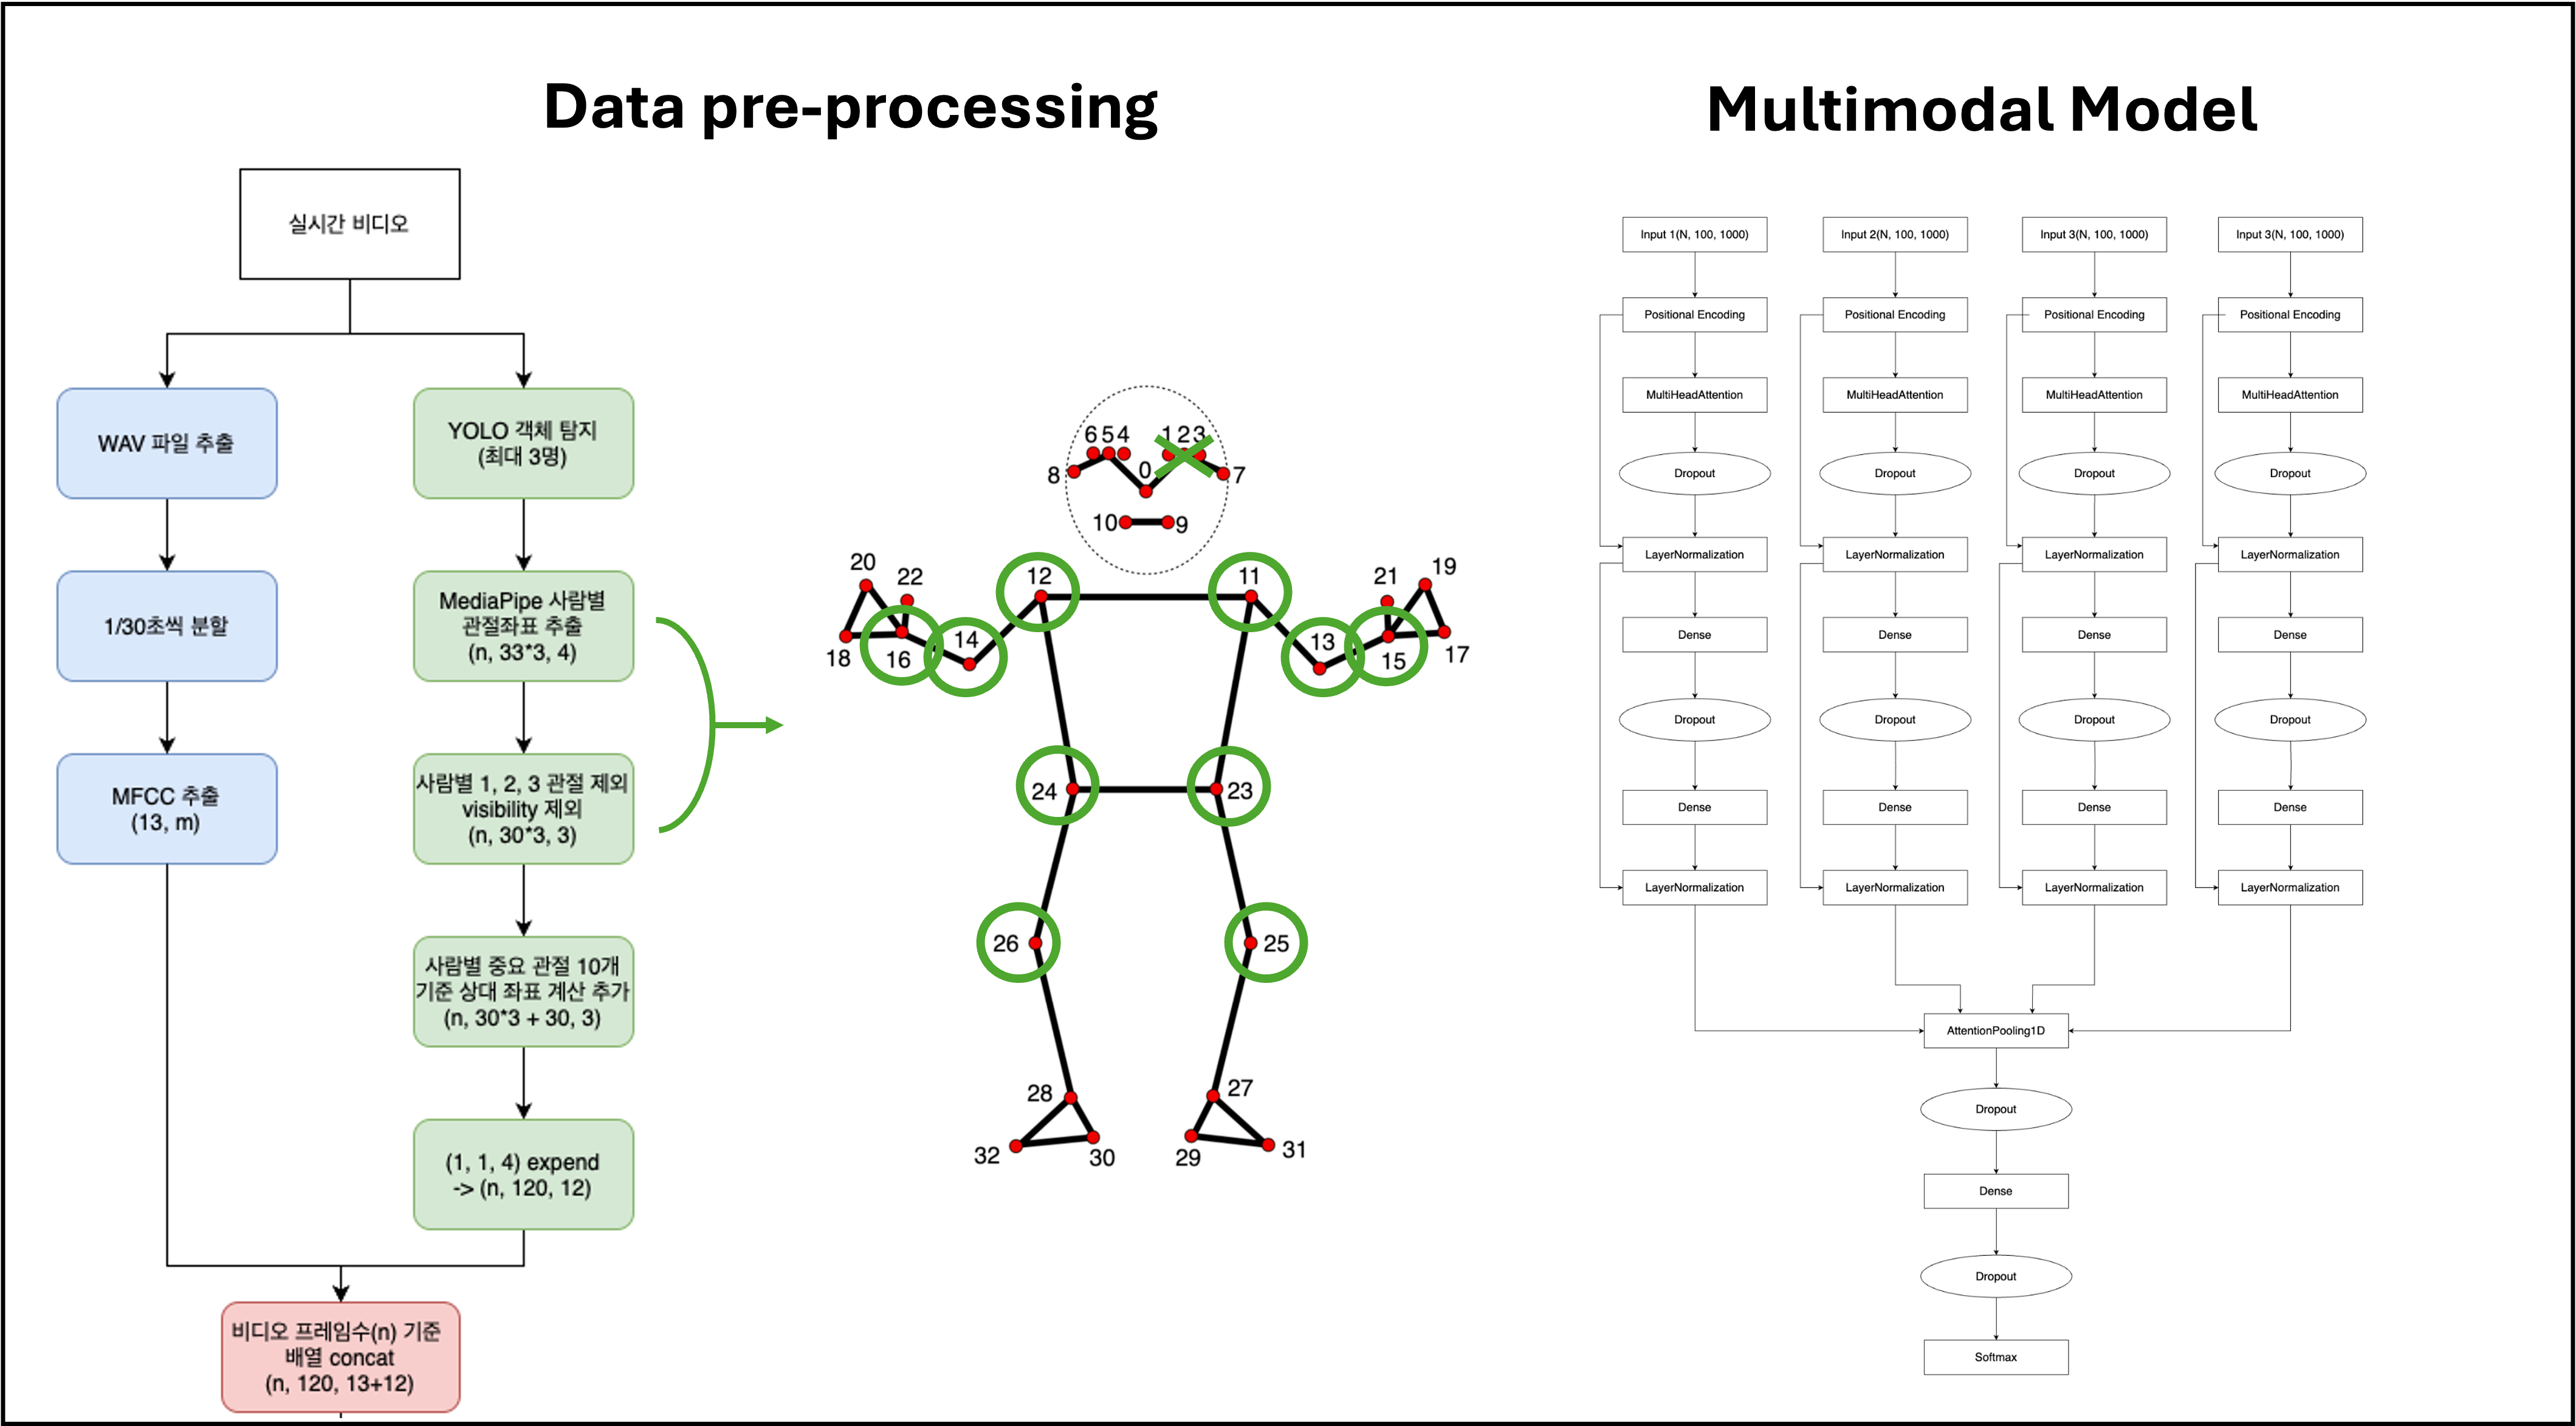 Data pre-processing
실시간 비디오
WAV 파일 추출
1/30초씩 분할
MFCC 추출
(13, m)
YOLO 객체 탐지
(최대 3명)
MediaPipe 사람별
관절좌표 추출
(n, 33*3, 4)
사람별 1, 2, 3 관절 제외
visibility 제외
(n, 30*3, 3)
사람별 중요 관절 10개
기준 상대 좌표 계산 추가
(n, 30*3 + 30, 3)
(1, 1, 4) expend
-> (n, 120, 12)
비디오 프레임수(n) 기준
배열 concat
(n, 120, 13+12)
6 5 4 1 2 3
8 0 7
10 9
20 22 12 11 21 19
18 16 14 13 15 17
24 23
26 25
28 27
32 30 29 31
Multimodal Model
Input 1(N, 100, 1000)
Positional Encoding
MultiHeadAttention
Dropout
LayerNormalization
Dense
Dropout
Dense
LayerNormalization
Input 2(N, 100, 1000)
Positional Encoding
MultiHeadAttention
Dropout
LayerNormalization
Dense
Dropout
Dense
LayerNormalization
Input 3(N, 100, 1000)
Positional Encoding
MultiHeadAttention
Dropout
LayerNormalization
Dense
Dropout
Dense
LayerNormalization
Input 3(N, 100, 1000)
Positional Encoding
MultiHeadAttention
Dropout
LayerNormalization
Dense
Dropout
Dense
LayerNormalization
AttentionPooling1D
Dropout
Dense
Dropout
Softmax